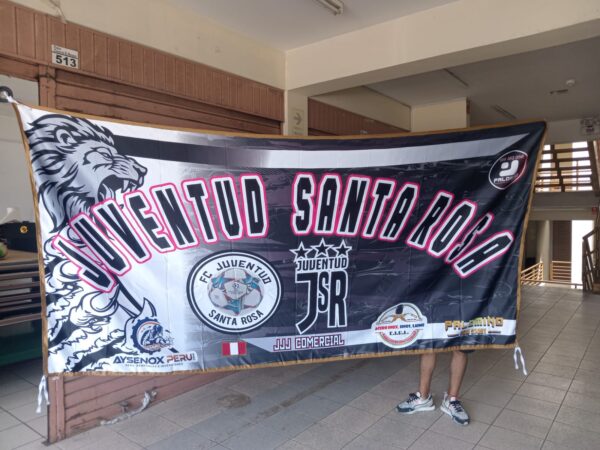 513
JUVENTUD SANTA ROSA
FC JUVENTUD
SANTA ROSA
JUVENTUD
JSR
JJJ COMERCIAL
AYSENOX PERU